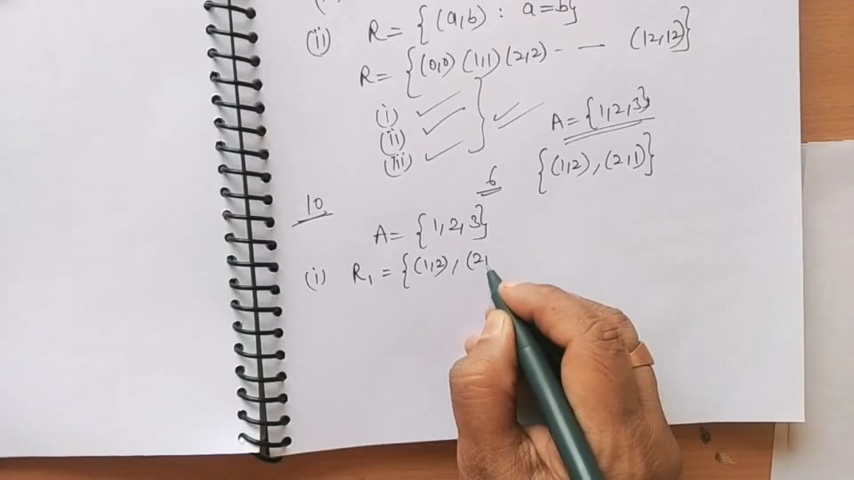 (ii) R = {(a,b) : a=b}
R = {(0,0) (1,1) (2,2) - — (12,12)}
(i)
(ii)
(iii)
A = {1,2,3}
6 {(1,2), (2,1)}
10,
A = {1,2,3}
(i) R₁ = {(1,2), (2,